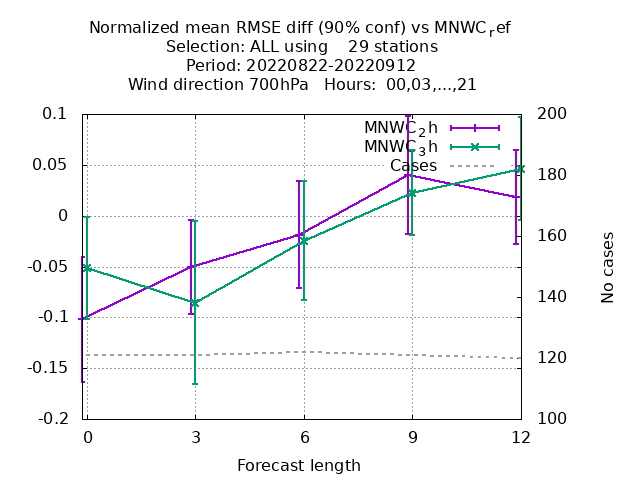 Normalized mean RMSE diff (90% conf) vs MNWC_ref
Selection: ALL using    29 stations
Period: 20220822-20220912
Wind direction 700hPa   Hours:  00,03,...,21
0.1
0.05
0
-0.05
-0.1
-0.15
-0.2
200
180
160
140
120
100
MNWC_2h
MNWC_3h
Cases
No cases
0 3 6 9 12
Forecast length